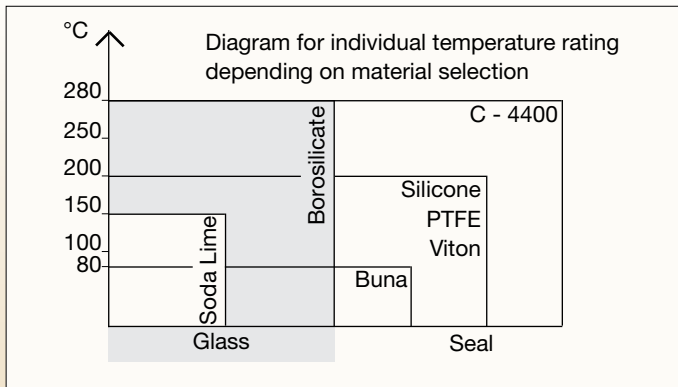 °C
Diagram for individual temperature rating
depending on material selection
280
250
200
150
100
80
Soda Lime
Borosilicate
C - 4400
Silicone
PTFE
Viton
Buna
Glass
Seal